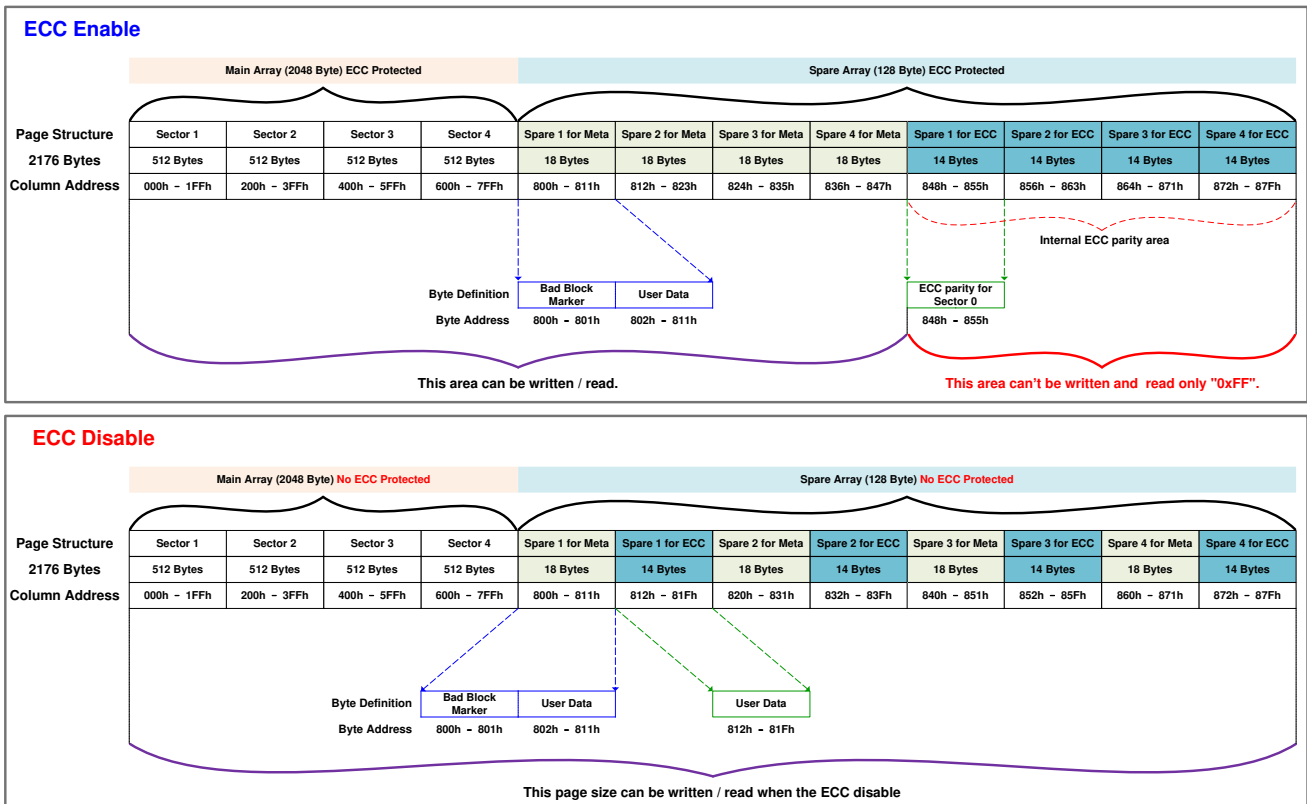 ECC Enable
Main Array (2048 Byte) ECC Protected
Spare Array (128 Byte) ECC Protected
Page Structure Sector 1 Sector 2 Sector 3 Sector 4 Spare 1 for Meta Spare 2 for Meta Spare 3 for Meta Spare 4 for Meta Spare 1 for ECC Spare 2 for ECC Spare 3 for ECC Spare 4 for ECC
2176 Bytes 512 Bytes 512 Bytes 512 Bytes 512 Bytes 18 Bytes 18 Bytes 18 Bytes 18 Bytes 14 Bytes 14 Bytes 14 Bytes 14 Bytes
Column Address 000h - 1FFh 200h - 3FFh 400h - 5FFh 600h - 7FFh 800h - 811h 812h - 823h 824h - 835h 836h - 847h 848h - 855h 856h - 863h 864h - 871h 872h - 87Fh
Internal ECC parity area
Byte Definition
Bad Block
Marker
User Data
ECC parity for
Sector 0
Byte Address 800h - 801h 802h - 811h 848h - 855h
This area can be written / read.
This area can't be written and read only "0xFF".
ECC Disable
Main Array (2048 Byte) No ECC Protected
Spare Array (128 Byte) No ECC Protected
Page Structure Sector 1 Sector 2 Sector 3 Sector 4 Spare 1 for Meta Spare 1 for ECC Spare 2 for Meta Spare 2 for ECC Spare 3 for Meta Spare 3 for ECC Spare 4 for Meta Spare 4 for ECC
2176 Bytes 512 Bytes 512 Bytes 512 Bytes 512 Bytes 18 Bytes 14 Bytes 18 Bytes 14 Bytes 18 Bytes 14 Bytes 18 Bytes 14 Bytes
Column Address 000h - 1FFh 200h - 3FFh 400h - 5FFh 600h - 7FFh 800h - 811h 812h - 81Fh 820h - 831h 832h - 83Fh 840h - 851h 852h - 85Fh 860h - 871h 872h - 87Fh
Byte Definition
Bad Block
Marker
User Data
User Data
Byte Address 800h - 801h 802h - 811h 812h - 81Fh
This page size can be written / read when the ECC disable